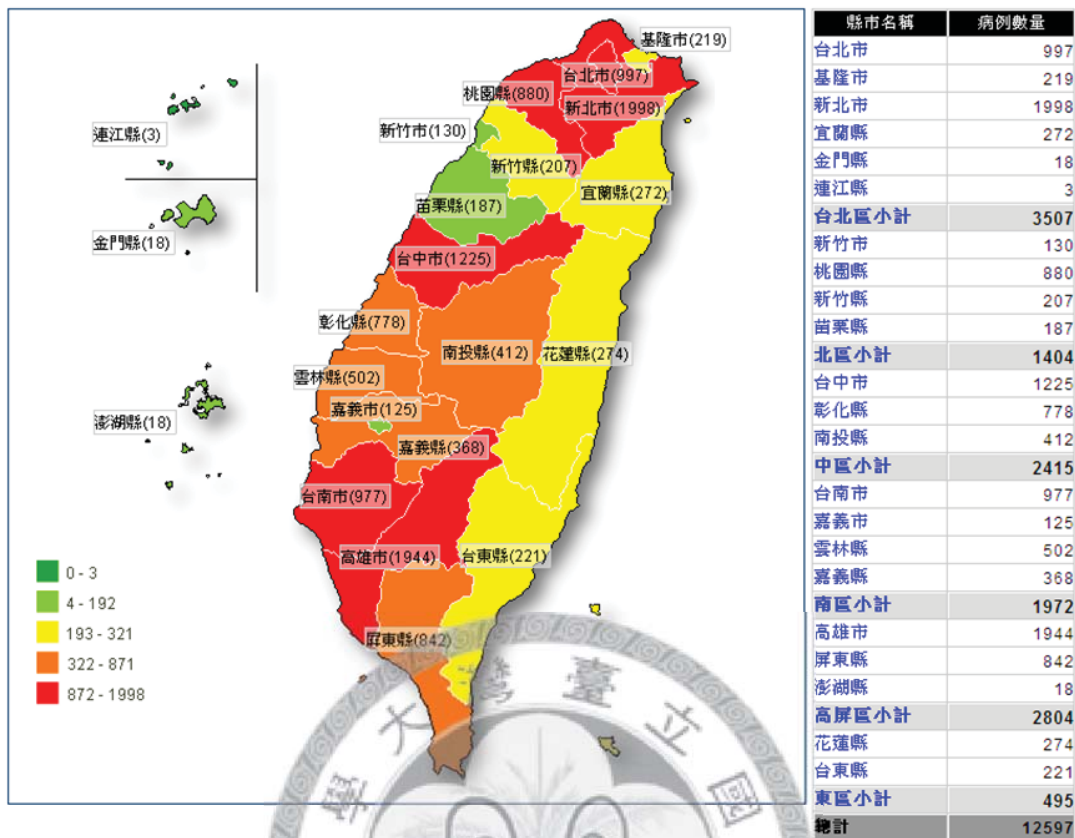 基隆市(219)
台北市(997)
桃園縣(880)
新北市(1998)
新竹市(130)
連江縣(3)
新竹縣(207)
宜蘭縣(272)
苗栗縣(187)
金門縣(18)
台中市(1225)
彰化縣(778)
南投縣(412)
花蓮縣(274)
雲林縣(502)
嘉義市(125)
澎湖縣(18)
嘉義縣(368)
台南市(977)
高雄市(1944)
台東縣(221)
屏東縣(842)
0 - 3
4 - 192
193 - 321
322 - 871
872 - 1998
縣市名稱 病例數量
台北市 997
基隆市 219
新北市 1998
宜蘭縣 272
金門縣 18
連江縣 3
台北區小計 3507
新竹市 130
桃園縣 880
新竹縣 207
苗栗縣 187
北區小計 1404
台中市 1225
彰化縣 778
南投縣 412
中區小計 2415
台南市 977
嘉義市 125
雲林縣 502
嘉義縣 368
南區小計 1972
高雄市 1944
屏東縣 842
澎湖縣 18
高屏區小計 2804
花蓮縣 274
台東縣 221
東區小計 495
總計 12597
國立臺灣大學